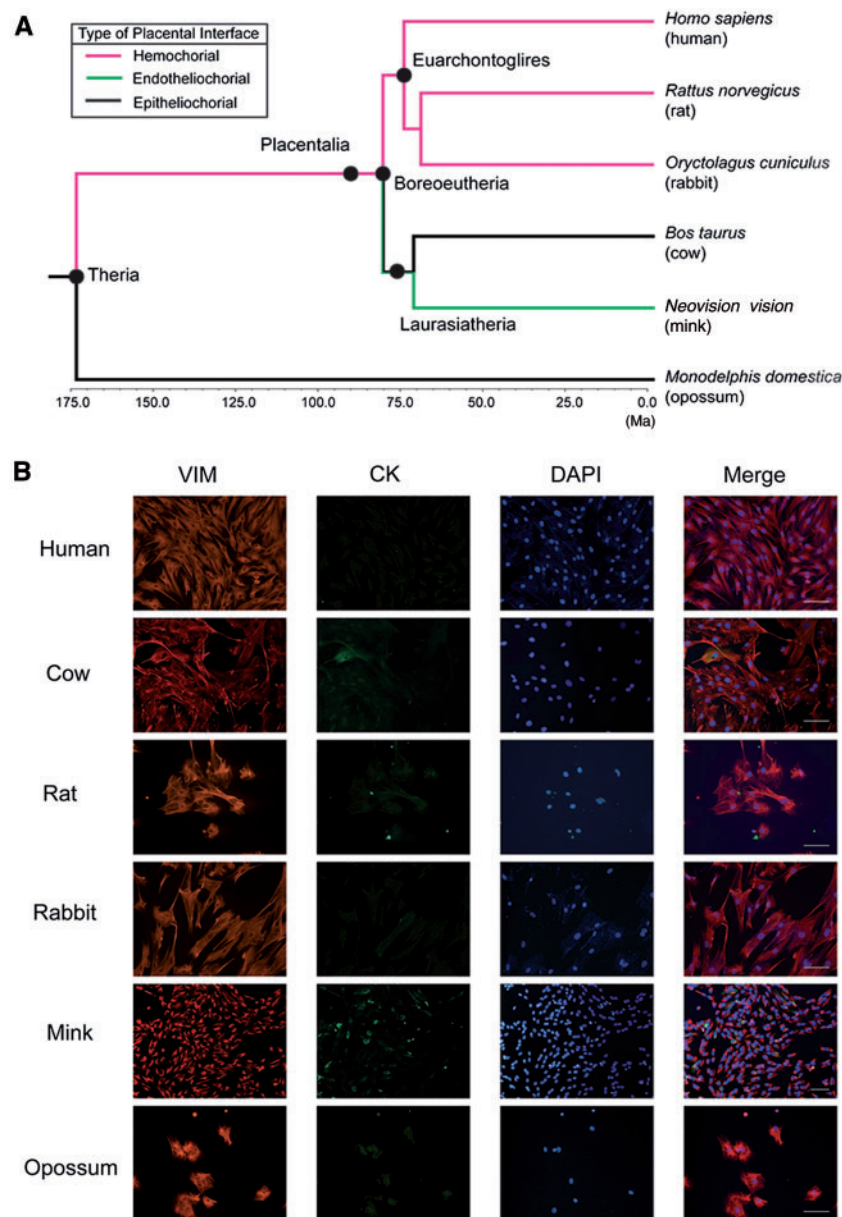 A
Type of Placental Interface
Hemochorial
Endotheliochorial
Epitheliochorial
Homo sapiens
(human)
Euarchontoglires
Rattus norvegicus
(rat)
Placentalia
Oryctolagus cuniculus
(rabbit)
Boreoeutheria
Bos taurus
(cow)
Theria
Neovision vision
(mink)
Laurasiatheria
Monodelphis domestica
(opossum)
175.0 150.0 125.0 100.0 75.0 50.0 25.0 0.0
(Ma)
B
VIM CK DAPI Merge
Human
Cow
Rat
Rabbit
Mink
Opossum